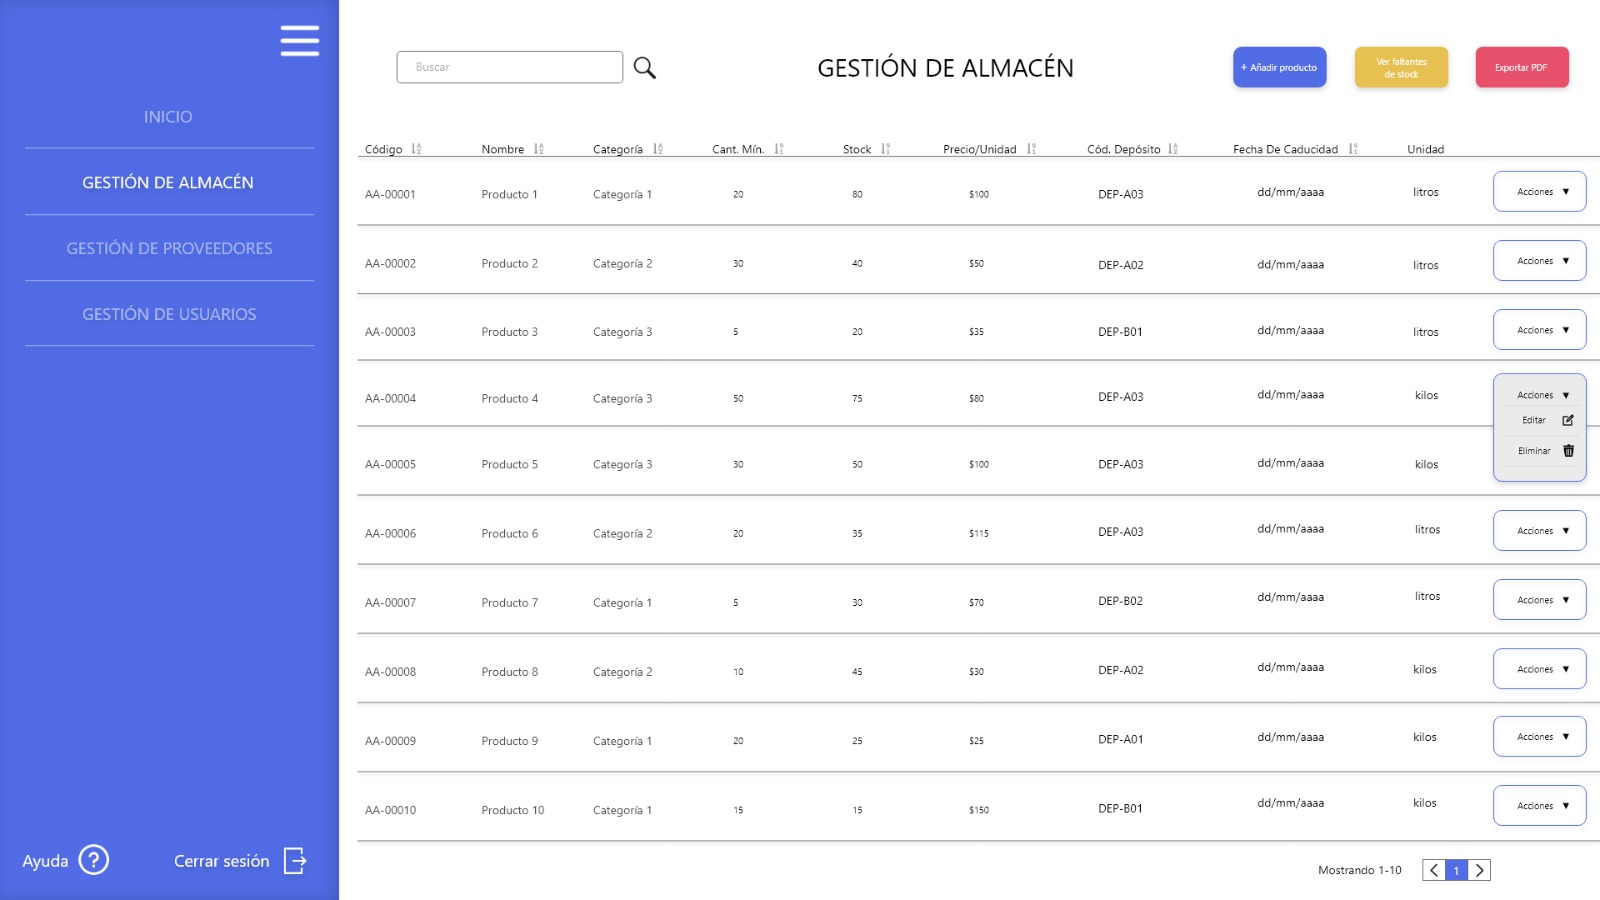 INICIO
GESTIÓN DE ALMACÉN
GESTIÓN DE PROVEEDORES
GESTIÓN DE USUARIOS
Ayuda ?
Cerrar sesión
Buscar
GESTIÓN DE ALMACÉN
+ Añadir producto
Ver faltantes
de stock
Exportar PDF
Código Nombre Categoría Cant. Mín. Stock Precio/Unidad Cód. Depósito Fecha De Caducidad Unidad
AA-00001 Producto 1 Categoría 1 20 80 $100 DEP-A03 dd/mm/aaaa litros Acciones ▼
AA-00002 Producto 2 Categoría 2 30 40 $50 DEP-A02 dd/mm/aaaa litros Acciones ▼
AA-00003 Producto 3 Categoría 3 5 20 $35 DEP-B01 dd/mm/aaaa litros Acciones ▼
AA-00004 Producto 4 Categoría 3 50 75 $80 DEP-A03 dd/mm/aaaa kilos Acciones ▼
Editar
Eliminar
AA-00005 Producto 5 Categoría 3 30 50 $100 DEP-A03 dd/mm/aaaa kilos
AA-00006 Producto 6 Categoría 2 20 35 $115 DEP-A03 dd/mm/aaaa litros Acciones ▼
AA-00007 Producto 7 Categoría 1 5 30 $70 DEP-B02 dd/mm/aaaa litros Acciones ▼
AA-00008 Producto 8 Categoría 2 10 45 $30 DEP-A02 dd/mm/aaaa kilos Acciones ▼
AA-00009 Producto 9 Categoría 1 20 25 $25 DEP-A01 dd/mm/aaaa kilos Acciones ▼
AA-00010 Producto 10 Categoría 1 15 15 $150 DEP-B01 dd/mm/aaaa kilos Acciones ▼
Mostrando 1-10 < 1 >